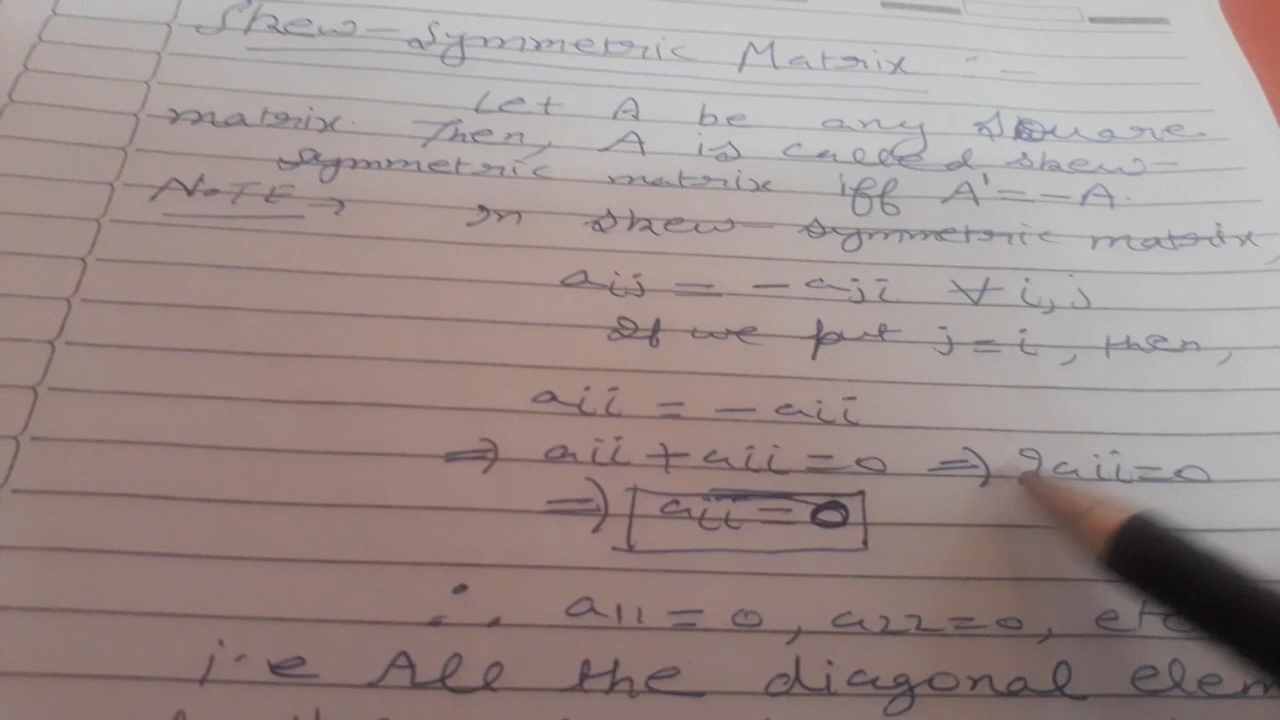 Skew-Symmetric Matrix :-
Let A be any square
matrix. Then, A is called skew-
symmetric matrix iff A' = -A.
NOTE → In skew-symmetric matrix,
aij = -aji ∀ i,j
If we put j=i, then,
aii = -aii
⇒ aii + aii = 0 ⇒ 2aii = 0
⇒ aii = 0
∴ a11 = 0, a22 = 0, etc
i.e All the diagonal elem